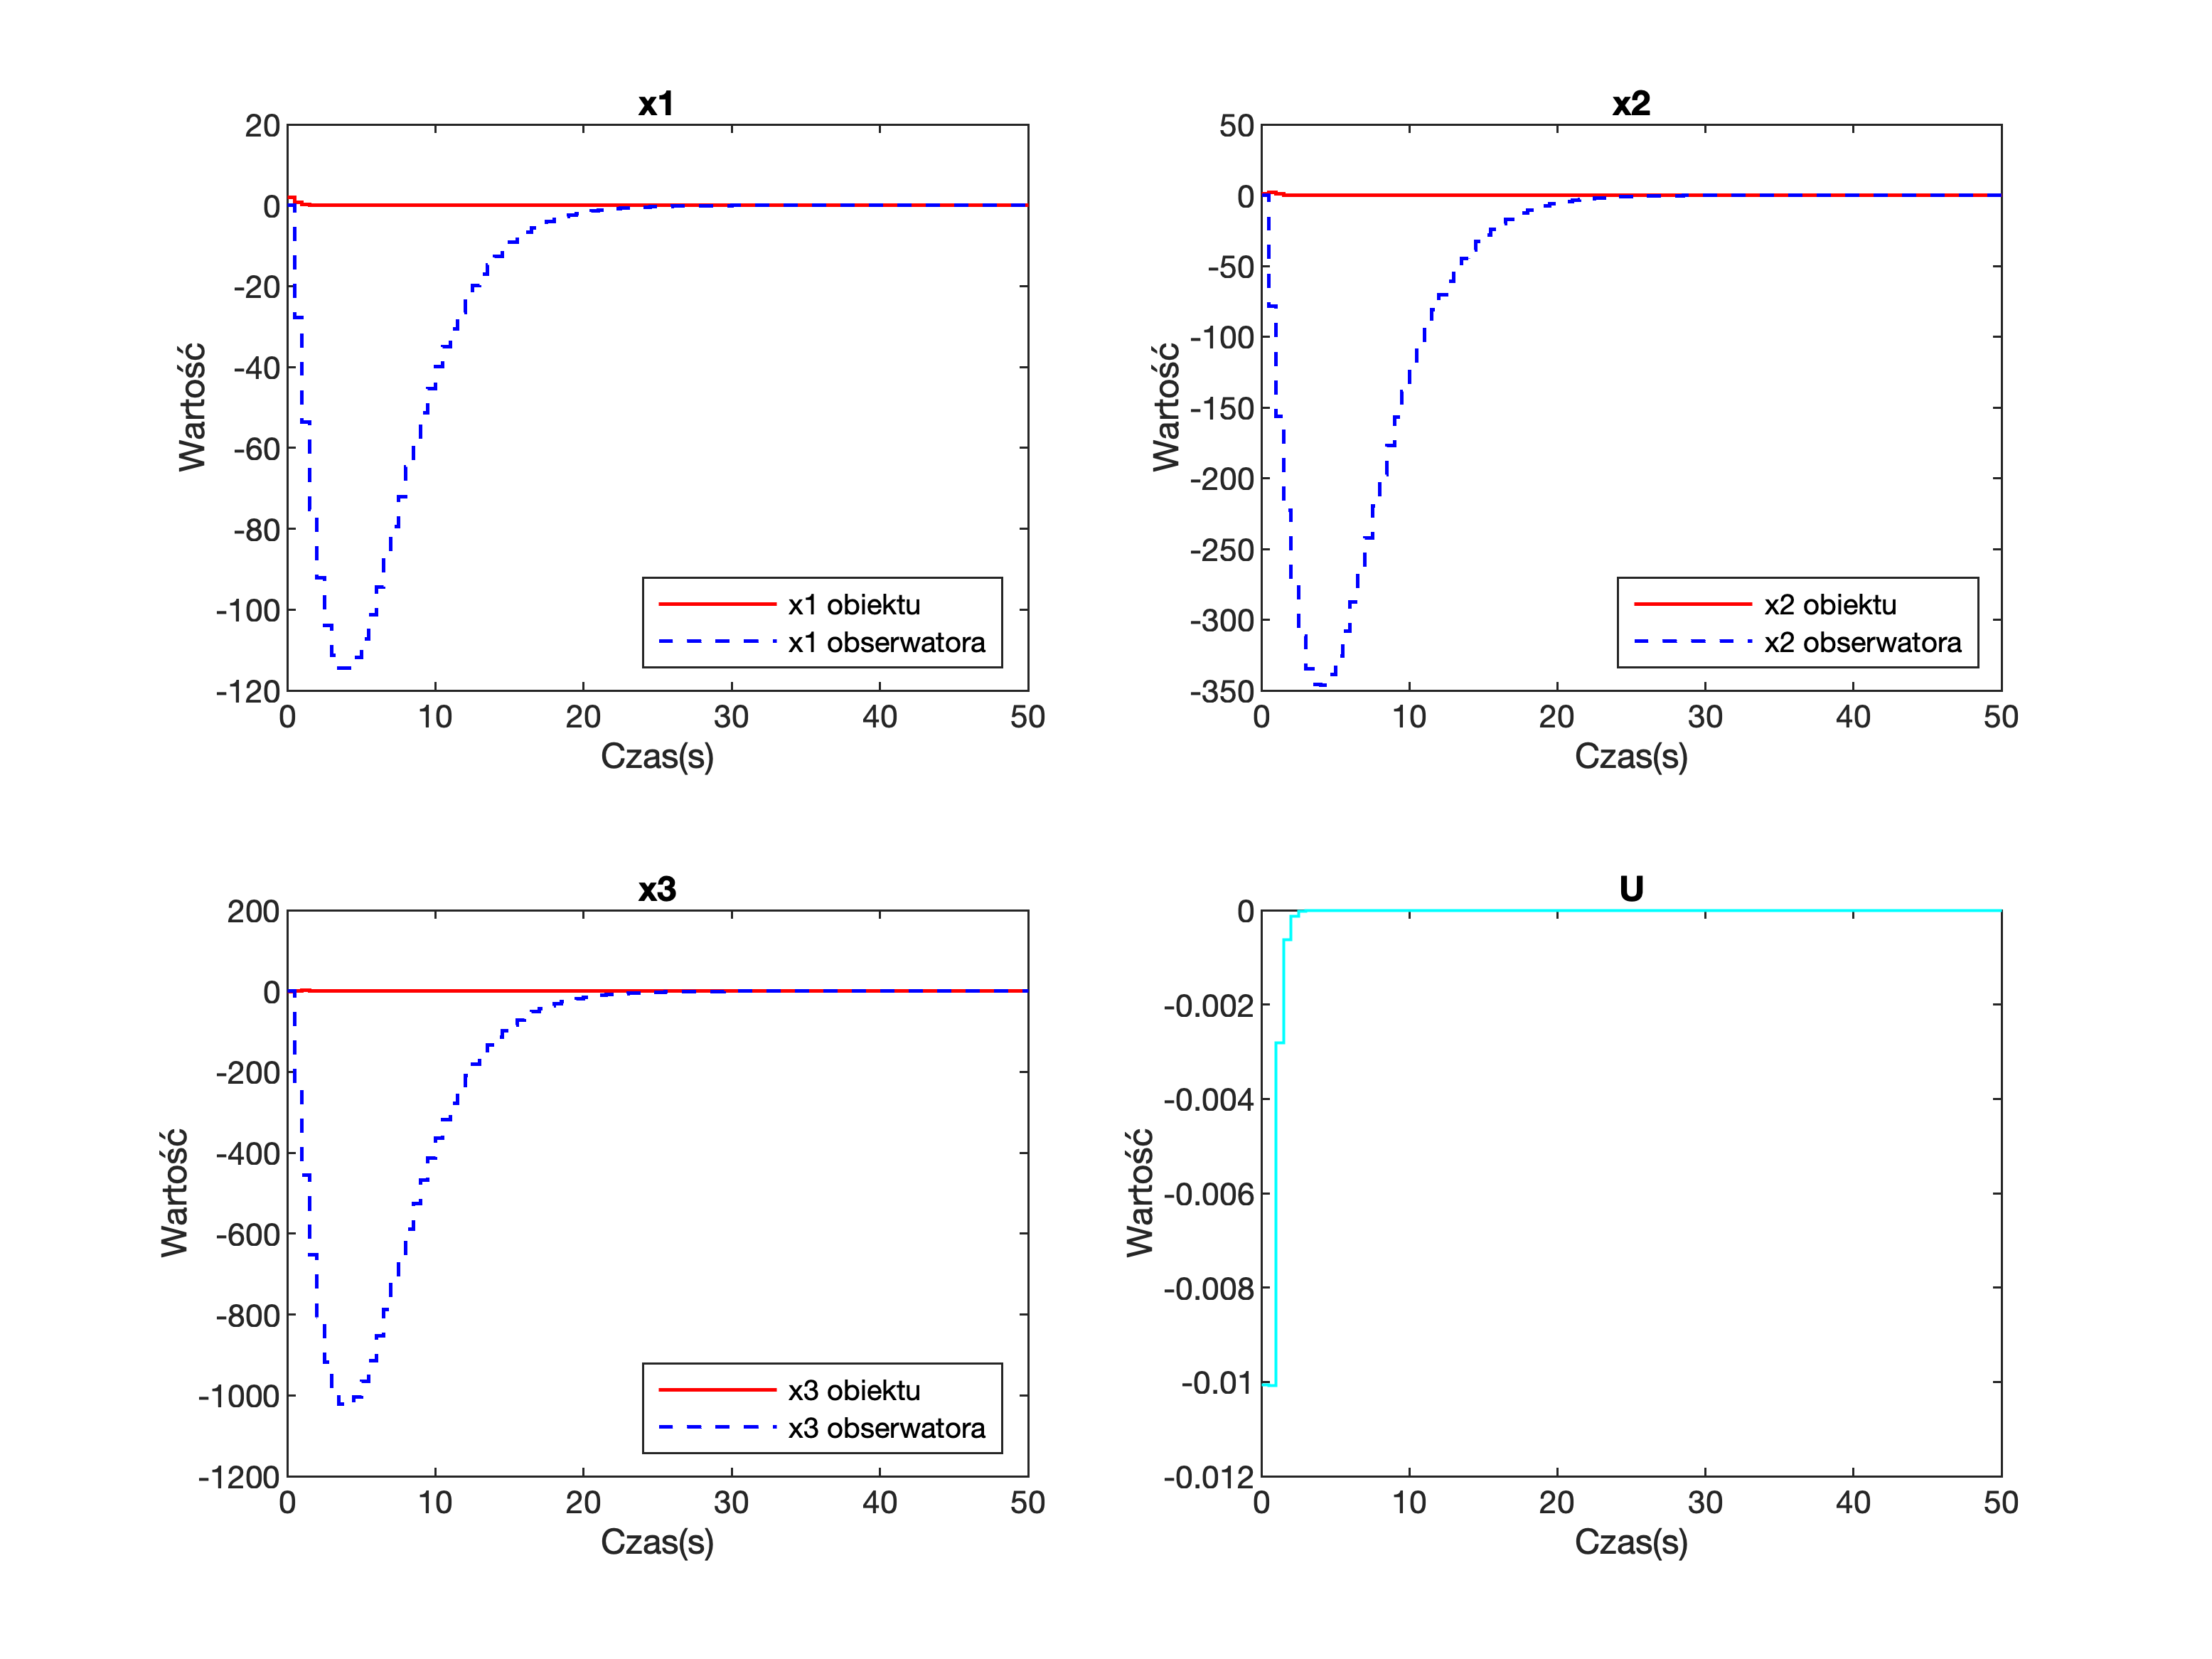 x1
20
0
-20
-40
-60
-80
-100
-120
Wartość
0 10 20 30 40 50
Czas(s)
x1 obiektu
x1 obserwatora
x2
50
0
-50
-100
-150
-200
-250
-300
-350
Wartość
0 10 20 30 40 50
Czas(s)
x2 obiektu
x2 obserwatora
x3
200
0
-200
-400
-600
-800
-1000
-1200
Wartość
0 10 20 30 40 50
Czas(s)
x3 obiektu
x3 obserwatora
U
0
-0.002
-0.004
-0.006
-0.008
-0.01
-0.012
Wartość
0 10 20 30 40 50
Czas(s)